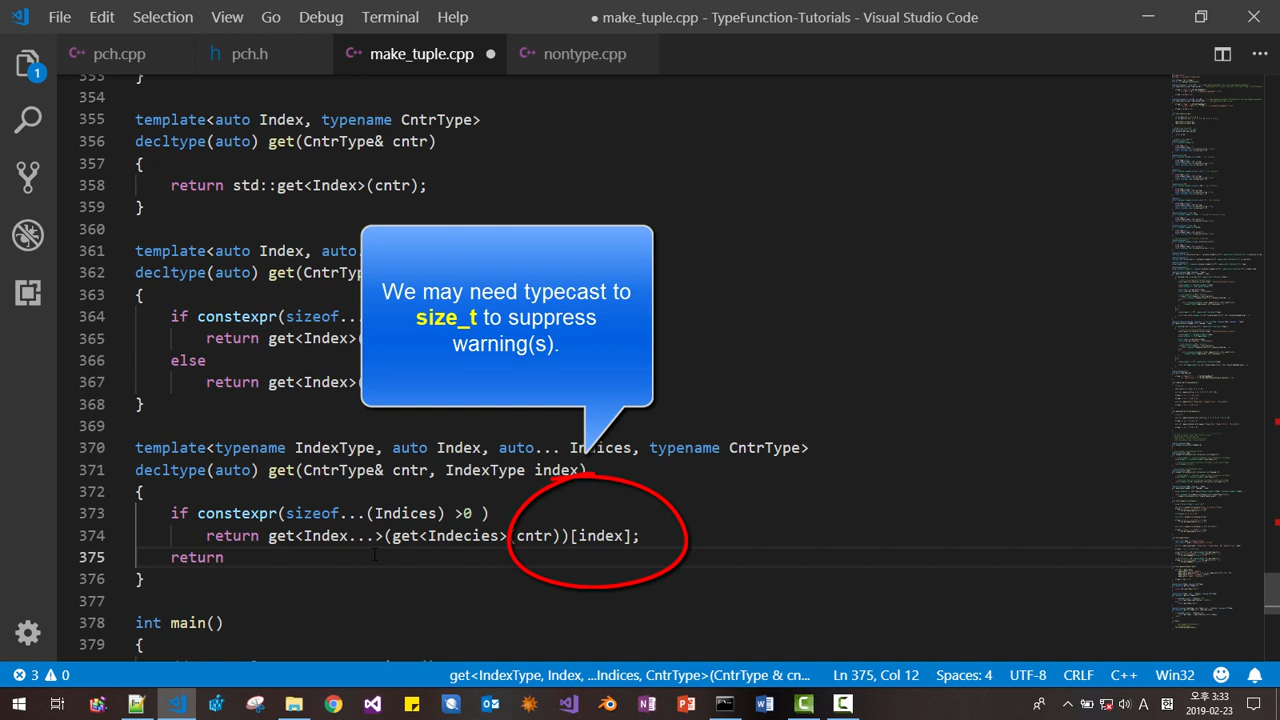 File Edit Selection View Go Debug Terminal Help
● make_tuple.cpp - TypeFunction-Tutorials - Visual Studio Code
pch.cpp
pch.h
make_tuple.cpp ●
nontype.cpp
1
353 }
354
355 template<auto Index, typename CntrType>
356 decltype(auto) get(CntrType& cntr)
357 {
358 return std::get<Index>(cntr);
359 }
360
361 template<auto Index, auto.
362 decltype(auto) get(CntrTyp
363 {
364 if constexpr(sizeof...
365 return get<Ind
366 else
367 return get<Index>(
368 }
369
We may need typecast to
size_t to suppress
warning(s).
370 template<typename IndexType, auto Index, auto... Indices, typename CntrType>
371 decltype(auto) get(CntrType& cntr, IndexType index)
372 {
373 if constexpr(sizeof...(Indices) != 0
374 return get<Indices...>(get<Index>(cntr))[index];
375 return
376 }
377
378 int main()
379 {
3 0
get<IndexType, Index, ...Indices, CntrType>(CntrType& cn...
Ln 375, Col 12
Spaces: 4
UTF-8
CRLF
C++
Win32
A
오후 3:33
2019-02-23